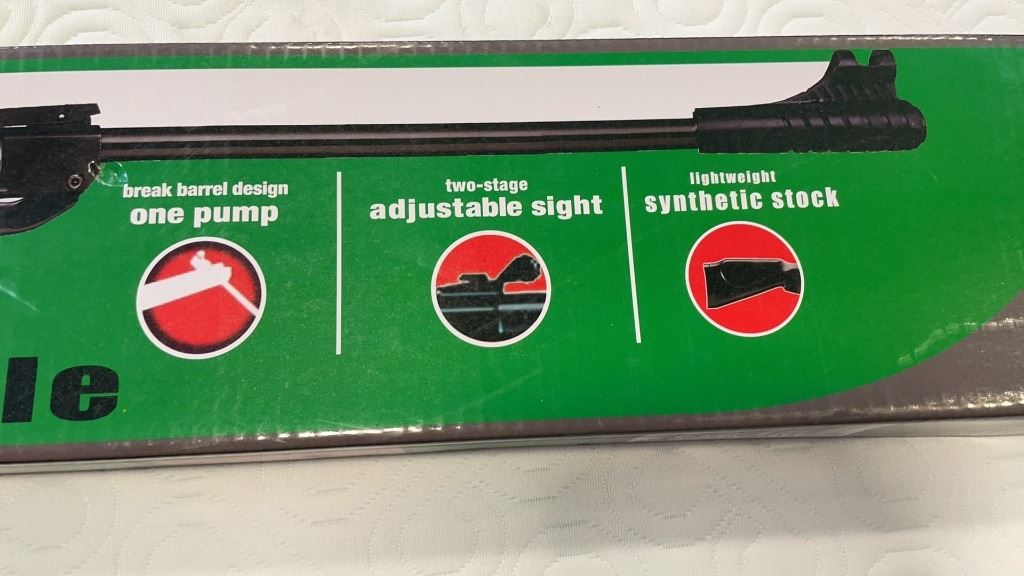 break barrel design
one pump
two-stage
adjustable sight
lightweight
synthetic stock
le